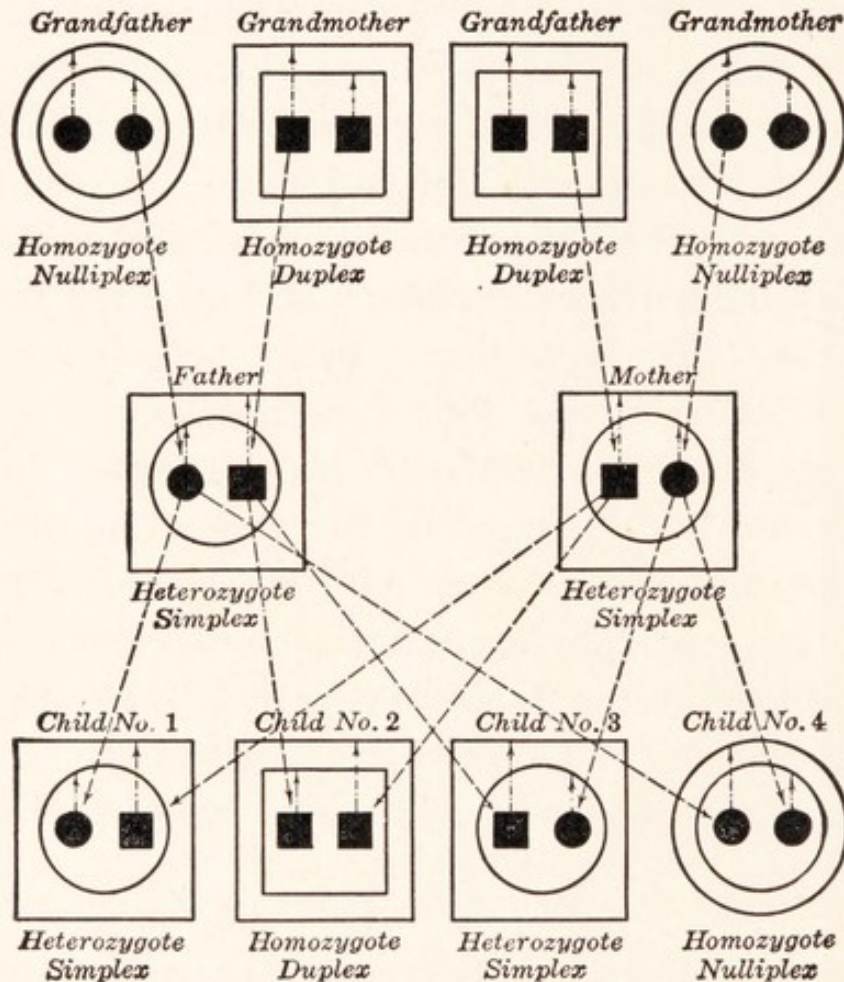 Grandfather Grandmother Grandfather Grandmother
Homozygote Homozygote Homozygote Homozygote
Nulliplex Duplex Duplex Nulliplex
Father Mother
Heterozygote Heterozygote
Simplex Simplex
Child No. 1 Child No. 2 Child No. 3 Child No. 4
Heterozygote Homozygote Heterozygote Homozygote
Simplex Duplex Simplex Nulliplex